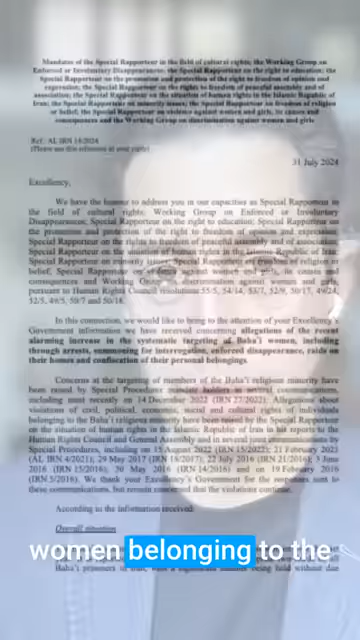 Mandates of the Special Rapporteur in the field of cultural rights; the Working Group on
Enforced or Involuntary Disappearances; the Special Rapporteur on the right to education; the
Special Rapporteur on the promotion and protection of the right to freedom of opinion and
expression; the Special Rapporteur on the rights to freedom of peaceful assembly and of
association; the Special Rapporteur on the situation of human rights in the Islamic Republic of
Iran; the Special Rapporteur on minority issues; the Special Rapporteur on freedom of religion
or belief; the Special Rapporteur on violence against women and girls, its causes and
consequences and the Working Group on discrimination against women and girls
Ref.: AL IRN 15/2024
(Please use this reference in your reply)
31 July 2024
Excellency,
We have the honour to address you in our capacities as Special Rapporteur in
the field of cultural rights; Working Group on Enforced or Involuntary
Disappearances; Special Rapporteur on the right to education; Special Rapporteur on
the promotion and protection of the right to freedom of opinion and expression;
Special Rapporteur on the rights to freedom of peaceful assembly and of association;
Special Rapporteur on the situation of human rights in the Islamic Republic of Iran;
Special Rapporteur on minority issues; Special Rapporteur on freedom of religion or
belief; Special Rapporteur on violence against women and girls, its causes and
consequences and Working Group on discrimination against women and girls,
pursuant to Human Rights Council resolutions 55/5, 54/14, 53/7, 52/9, 50/17, 49/24,
52/5, 49/5, 50/7 and 50/18.
In this connection, we would like to bring to the attention of your Excellency's
Government information we have received concerning allegations of the recent
alarming increase in the systematic targeting of Baha'i women, including
through arrests, summoning for interrogation, enforced disappearance, raids on
their homes and confiscation of their personal belongings.
Concerns at the targeting of members of the Baha'i religious minority have
been raised by Special Procedures mandate holders in several communications,
including most recently on 14 December 2022 (IRN 27/2022). Allegations about
violations of civil, political, economic, social and cultural rights of individuals
belonging to the Baha'i religious minority have been raised by the Special Rapporteur
on the situation of human rights in the Islamic Republic of Iran in his reports to the
Human Rights Council and General Assembly and in several joint communications by
Special Procedures, including on 15 August 2022 (IRN 15/2022); 21 February 2021
(AL IRN 4/2021); 29 May 2017 (IRN 18/2017); 22 July 2016 (IRN 21/2016); 3 June
2016 (IRN 15/2016); 20 May 2016 (IRN 14/2016) and on 19 February 2016
(IRN 3/2016). We thank your Excellency's Government for the responses sent to
these communications, but remain concerned that the violations continue.
According to the information received:
Overall situation
women belonging to the
Baha'i prisoners in Iran, with a significant number being held without due